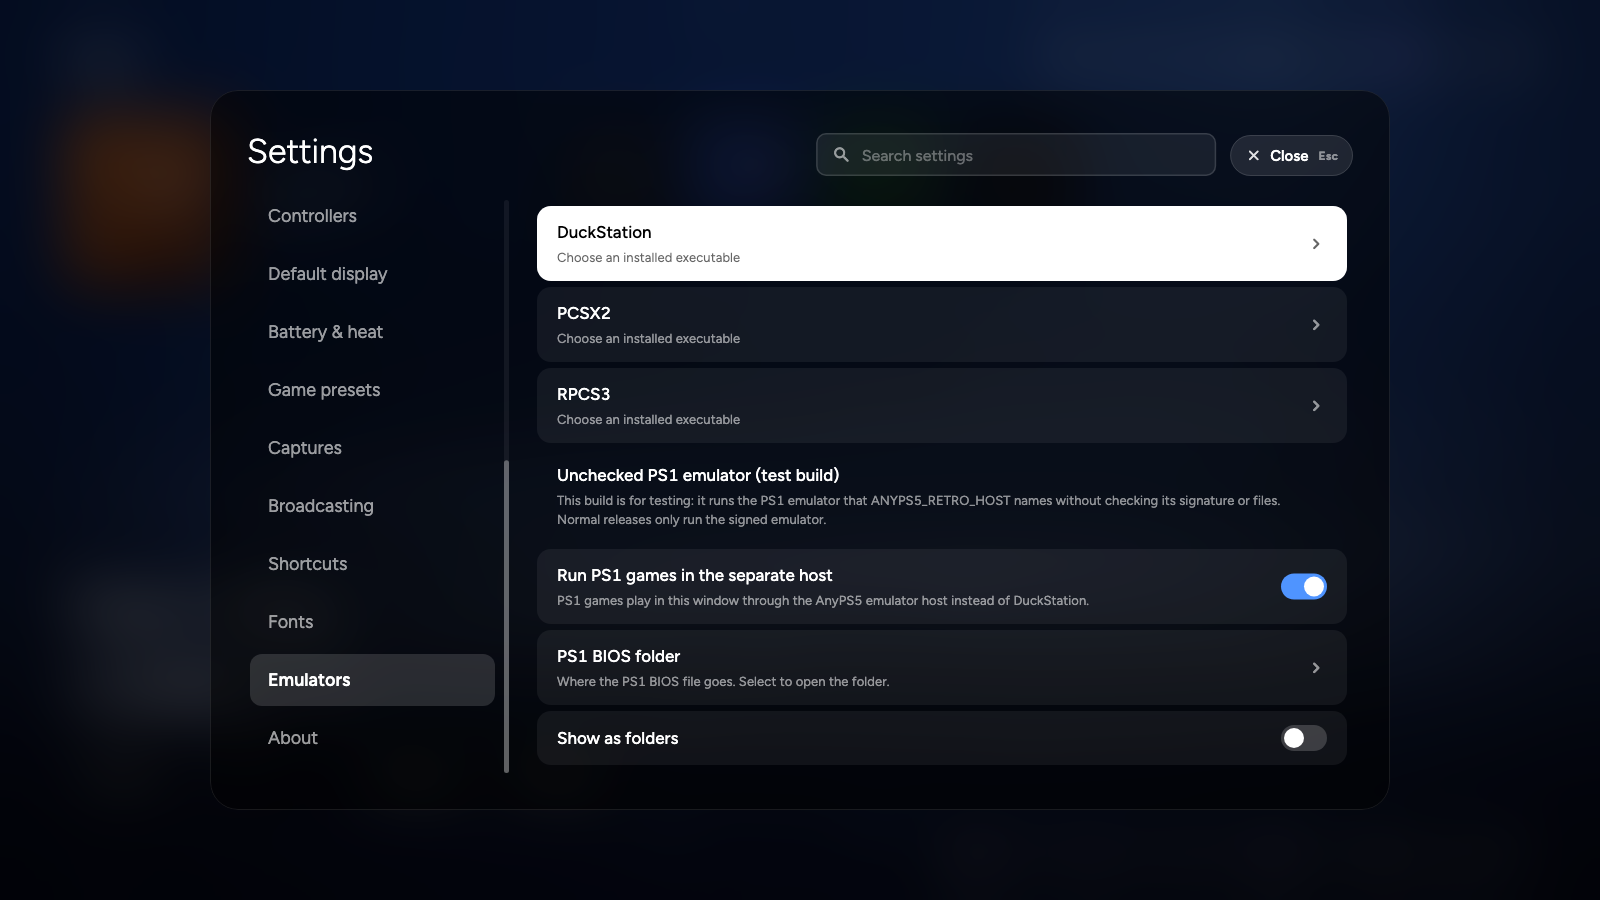 Settings
Search settings
Close Esc
Controllers
Default display
Battery & heat
Game presets
Captures
Broadcasting
Shortcuts
Fonts
Emulators
About
DuckStation
Choose an installed executable
PCSX2
Choose an installed executable
RPCS3
Choose an installed executable
Unchecked PS1 emulator (test build)
This build is for testing: it runs the PS1 emulator that ANYPS5_RETRO_HOST names without checking its signature or files.
Normal releases only run the signed emulator.
Run PS1 games in the separate host
PS1 games play in this window through the AnyPS5 emulator host instead of DuckStation.
PS1 BIOS folder
Where the PS1 BIOS file goes. Select to open the folder.
Show as folders